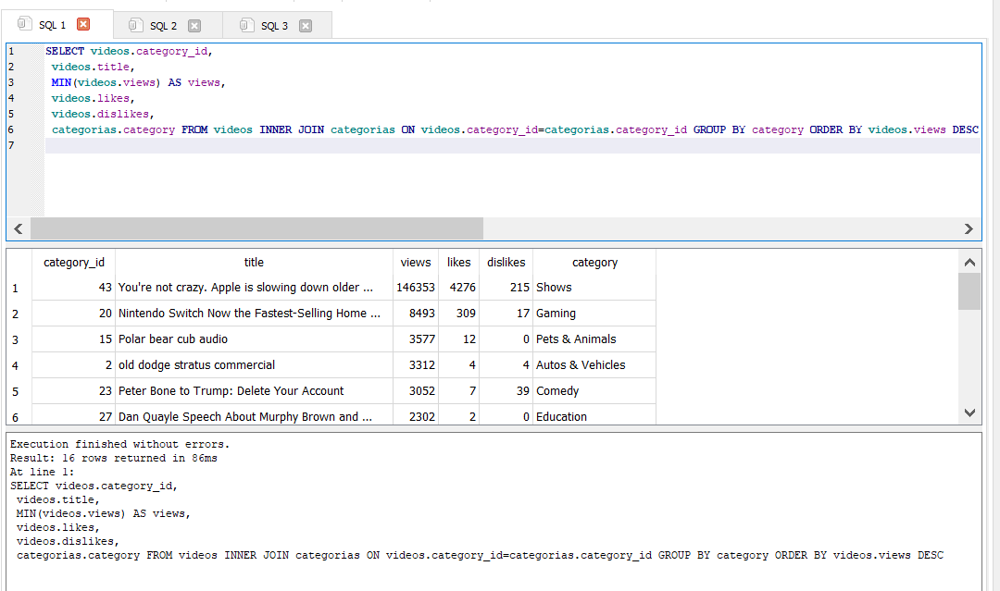 SQL 1 SQL 2 SQL 3
1 SELECT videos.category_id,
2 videos.title,
3 MIN(videos.views) AS views,
4 videos.likes,
5 videos.dislikes,
6 categorias.category FROM videos INNER JOIN categorias ON videos.category_id=categorias.category_id GROUP BY category ORDER BY videos.views DESC
7
category_id title views likes dislikes category
1 43 You're not crazy. Apple is slowing down older ... 146353 4276 215 Shows
2 20 Nintendo Switch Now the Fastest-Selling Home ... 8493 309 17 Gaming
3 15 Polar bear cub audio 3577 12 0 Pets & Animals
4 2 old dodge stratus commercial 3312 4 4 Autos & Vehicles
5 23 Peter Bone to Trump: Delete Your Account 3052 7 39 Comedy
6 27 Dan Quayle Speech About Murphy Brown and ... 2302 2 0 Education
Execution finished without errors.
Result: 16 rows returned in 86ms
At line 1:
SELECT videos.category_id,
videos.title,
MIN(videos.views) AS views,
videos.likes,
videos.dislikes,
categorias.category FROM videos INNER JOIN categorias ON videos.category_id=categorias.category_id GROUP BY category ORDER BY videos.views DESC